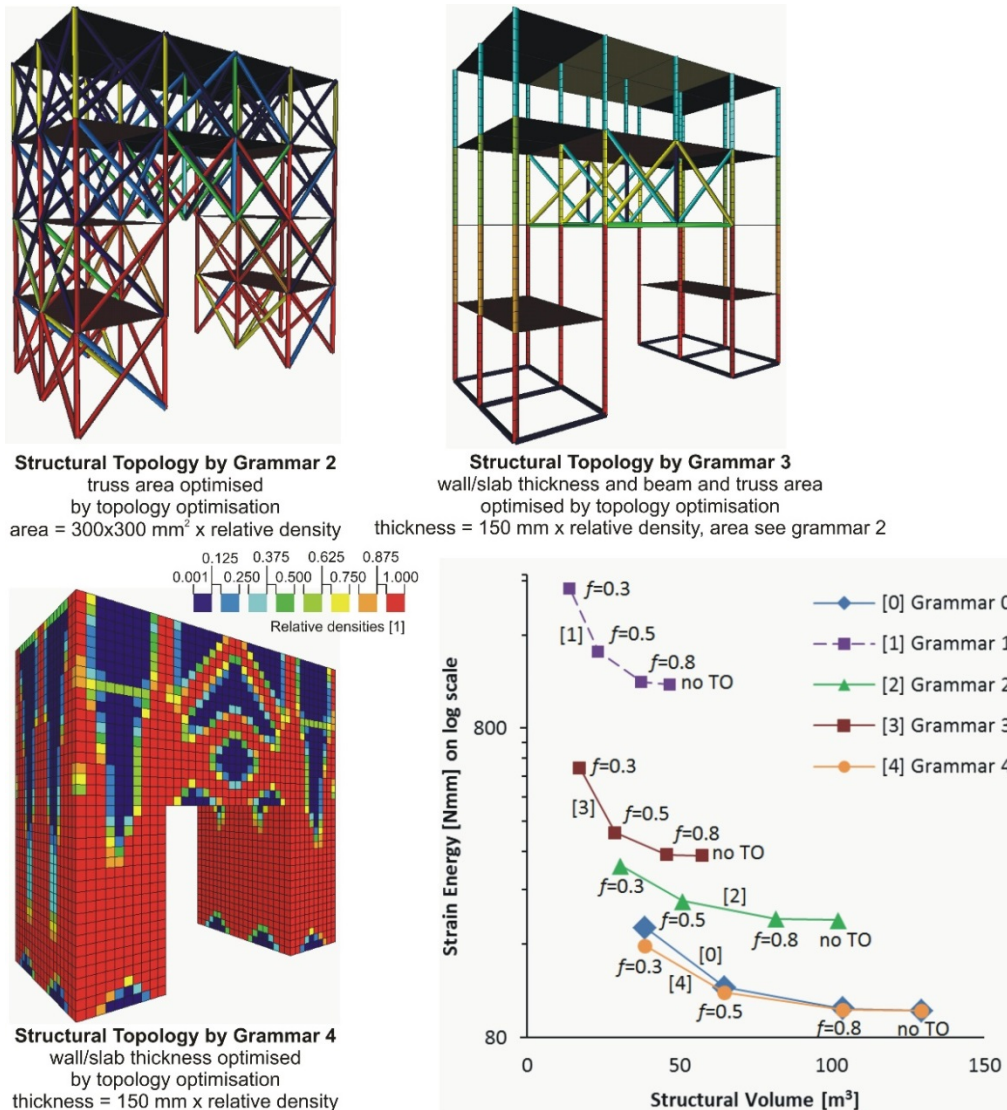 Structural Topology by Grammar 2
truss area optimised
by topology optimisation
area = 300x300 mm² x relative density
Structural Topology by Grammar 3
wall/slab thickness and beam and truss area
optimised by topology optimisation
thickness = 150 mm x relative density, area see grammar 2
0.125 0.375 0.625 0.875
0.001 0.250 0.500 0.750 1.000
Relative densities [1]
Structural Topology by Grammar 4
wall/slab thickness optimised
by topology optimisation
thickness = 150 mm x relative density
Strain Energy [Nmm] on log scale
800
80
0 50 100 150
Structural Volume [m³]
f=0.3
[1]
f=0.5
f=0.8
no TO
f=0.3
[3]
f=0.5
f=0.8
no TO
f=0.3
[2]
f=0.5
f=0.8
no TO
[0]
f=0.3
[4]
f=0.5
f=0.8
no TO
[0] Grammar 0
[1] Grammar 1
[2] Grammar 2
[3] Grammar 3
[4] Grammar 4